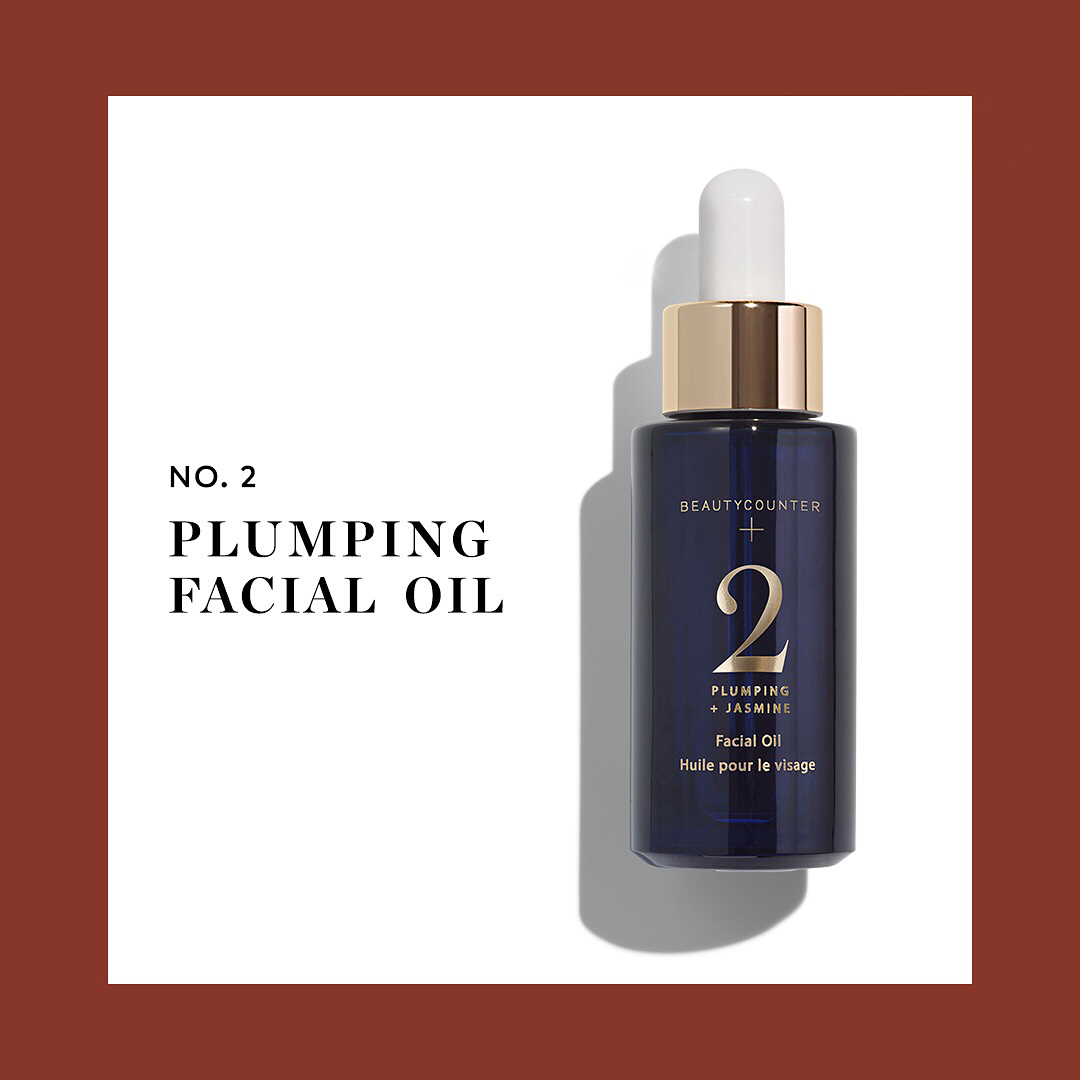 NO. 2
PLUMPING
FACIAL OIL
BEAUTYCOUNTER
+
2
PLUMPING
+ JASMINE
Facial Oil
Huile pour le visage